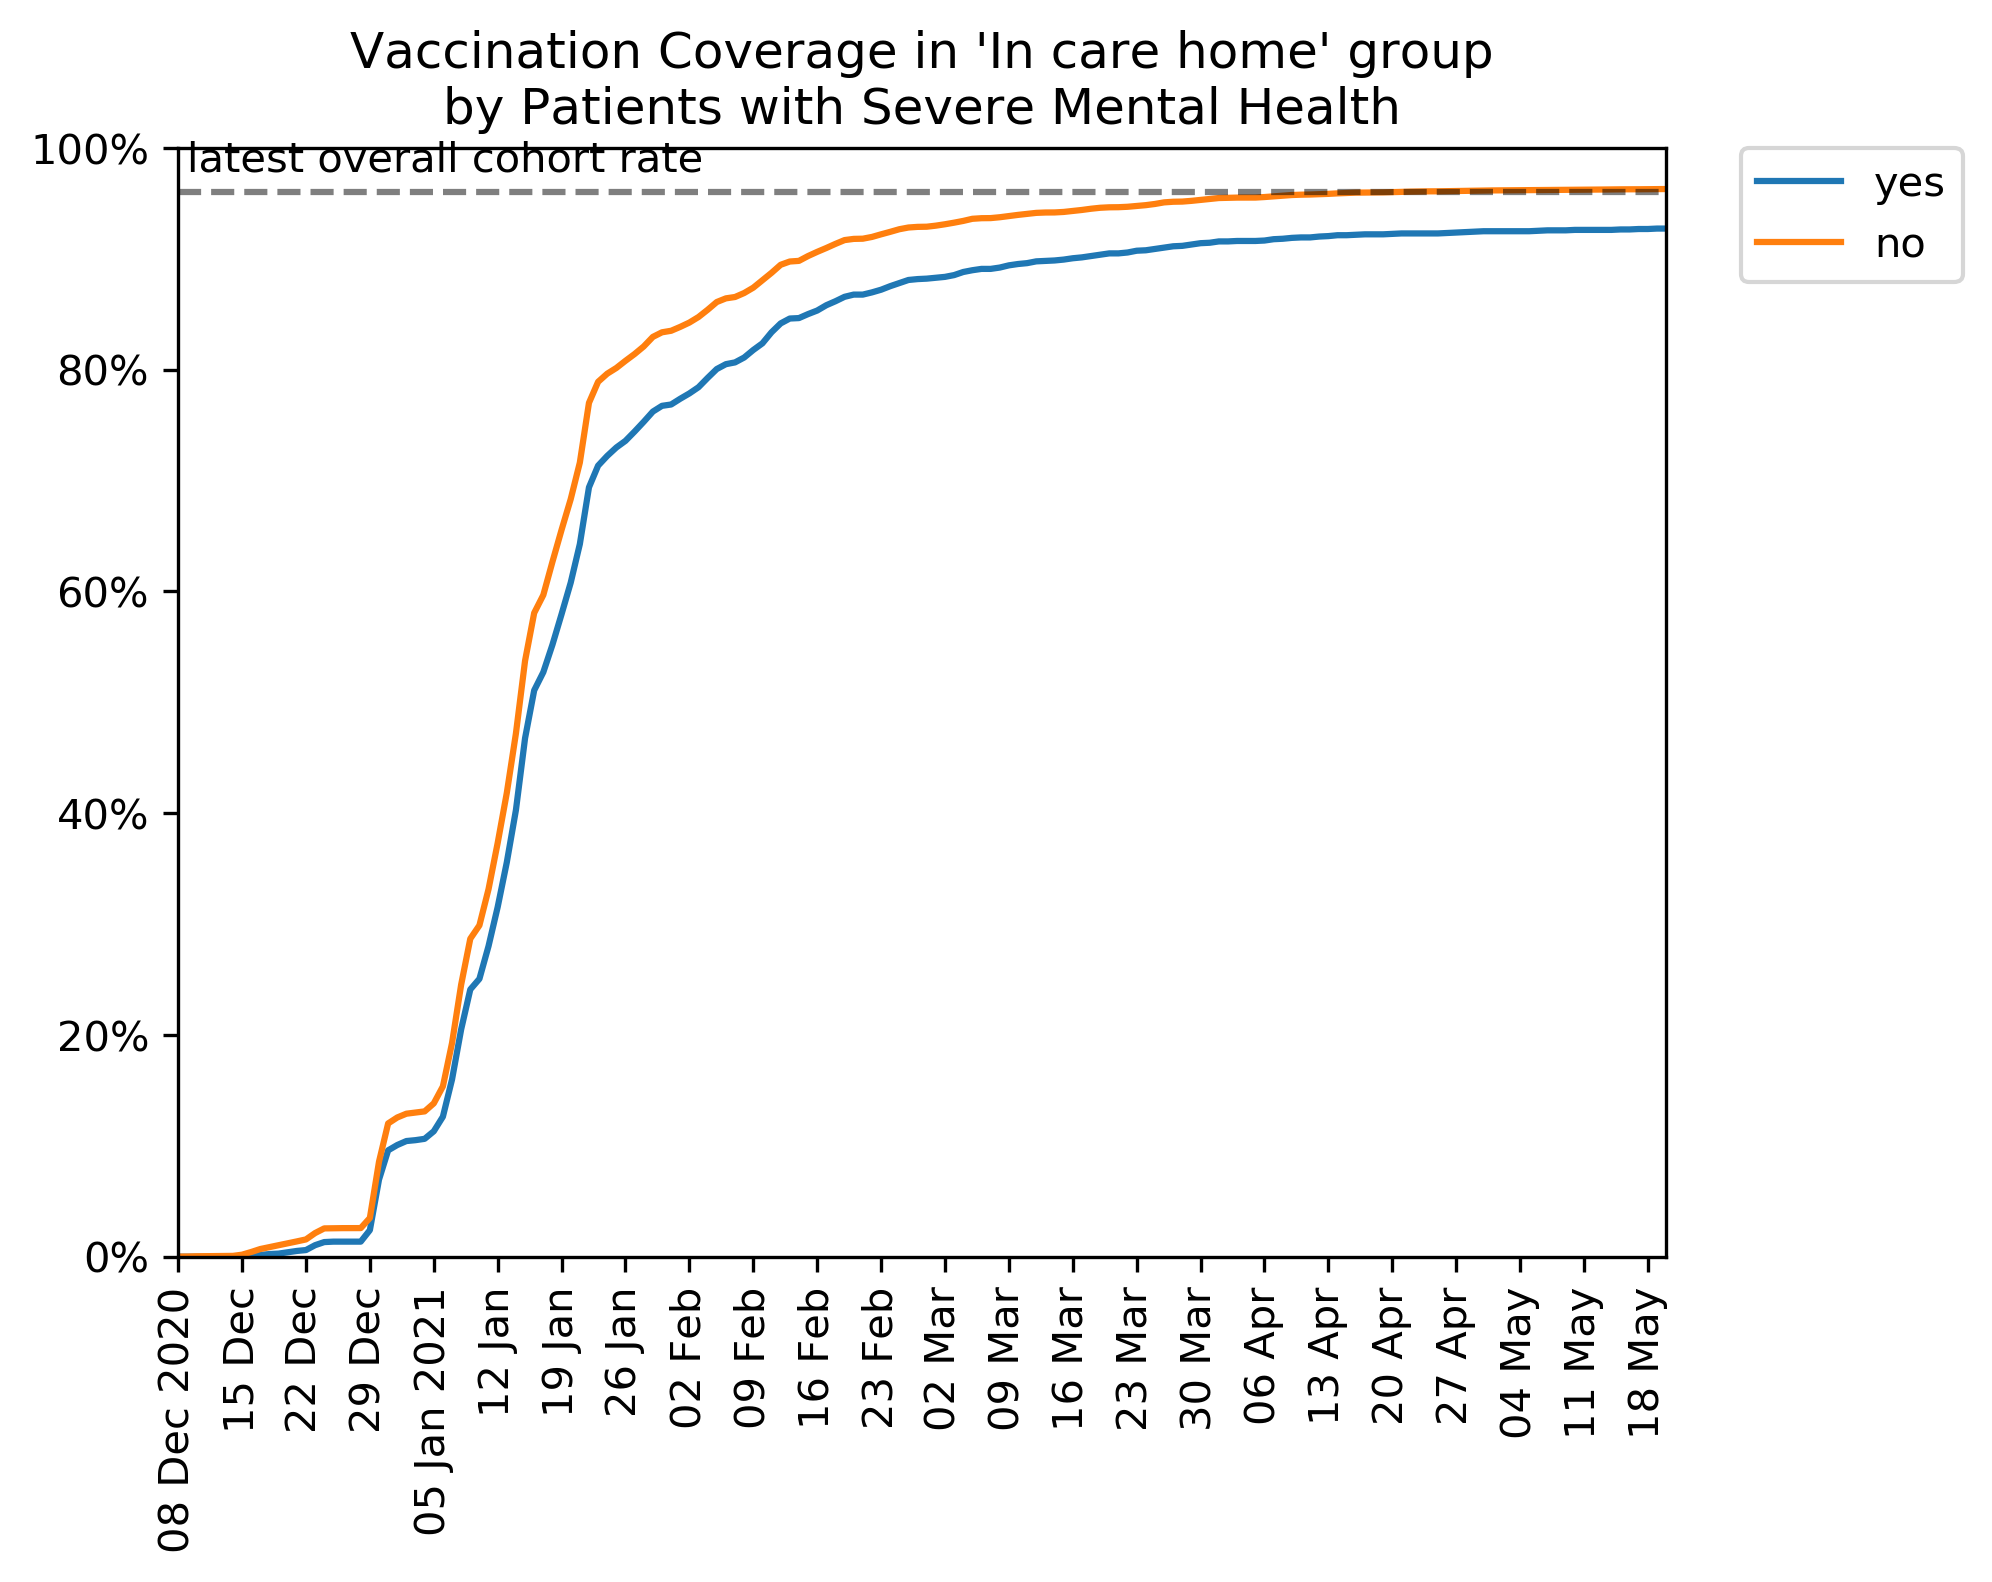 Vaccination Coverage in 'In care home' group
by Patients with Severe Mental Health
100%
latest overall cohort rate
yes
no
80%
60%
40%
20%
0%
08 Dec 2020
15 Dec
22 Dec
29 Dec
05 Jan 2021
12 Jan
19 Jan
26 Jan
02 Feb
09 Feb
16 Feb
23 Feb
02 Mar
09 Mar
16 Mar
23 Mar
30 Mar
06 Apr
13 Apr
20 Apr
27 Apr
04 May
11 May
18 May